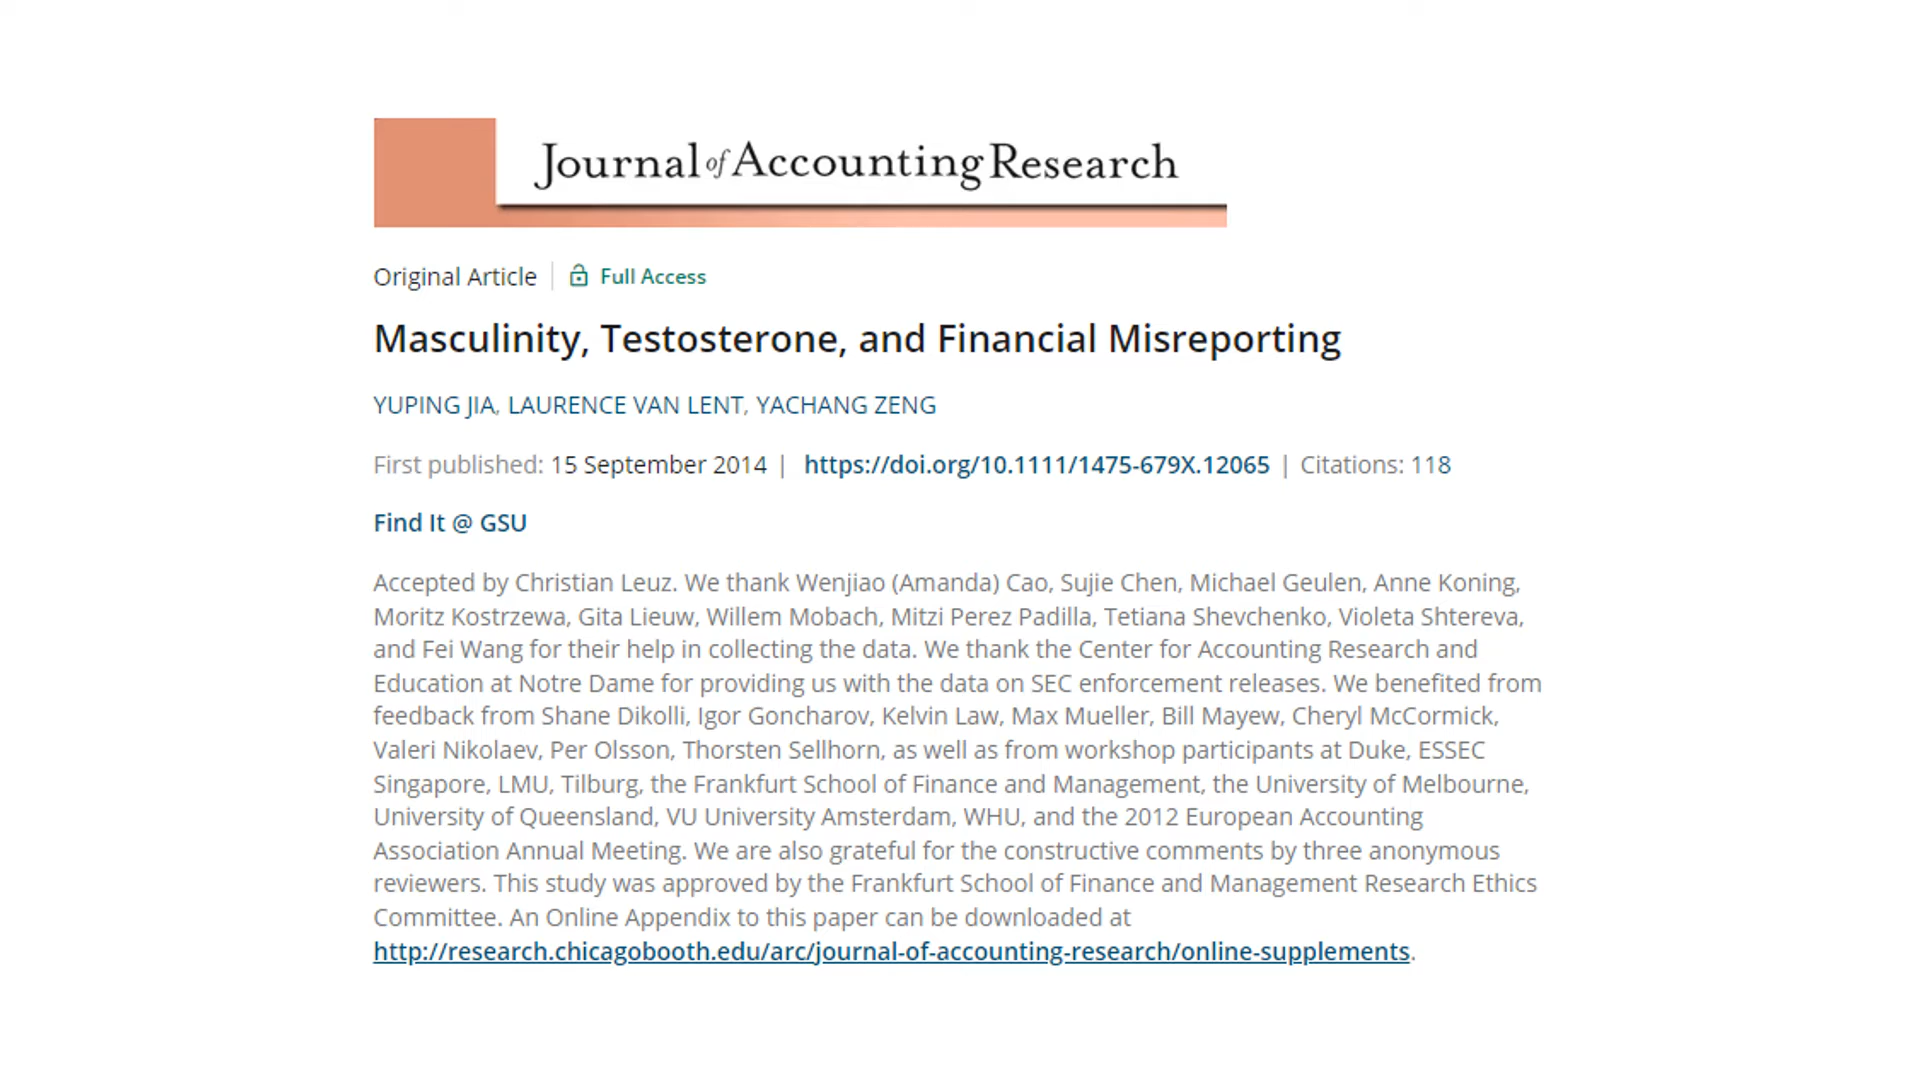 Journal of Accounting Research
Original Article | Full Access
Masculinity, Testosterone, and Financial Misreporting
YUPING JIA, LAURENCE VAN LENT, YACHANG ZENG
First published: 15 September 2014 | https://doi.org/10.1111/1475-679X.12065 | Citations: 118
Find It @ GSU
Accepted by Christian Leuz. We thank Wenjiao (Amanda) Cao, Sujie Chen, Michael Geulen, Anne Koning,
Moritz Kostrzewa, Gita Lieuw, Willem Mobach, Mitzi Perez Padilla, Tetiana Shevchenko, Violeta Shtereva,
and Fei Wang for their help in collecting the data. We thank the Center for Accounting Research and
Education at Notre Dame for providing us with the data on SEC enforcement releases. We benefited from
feedback from Shane Dikolli, Igor Goncharov, Kelvin Law, Max Mueller, Bill Mayew, Cheryl McCormick,
Valeri Nikolaev, Per Olsson, Thorsten Sellhorn, as well as from workshop participants at Duke, ESSEC
Singapore, LMU, Tilburg, the Frankfurt School of Finance and Management, the University of Melbourne,
University of Queensland, VU University Amsterdam, WHU, and the 2012 European Accounting
Association Annual Meeting. We are also grateful for the constructive comments by three anonymous
reviewers. This study was approved by the Frankfurt School of Finance and Management Research Ethics
Committee. An Online Appendix to this paper can be downloaded at
http://research.chicagobooth.edu/arc/journal-of-accounting-research/online-supplements.